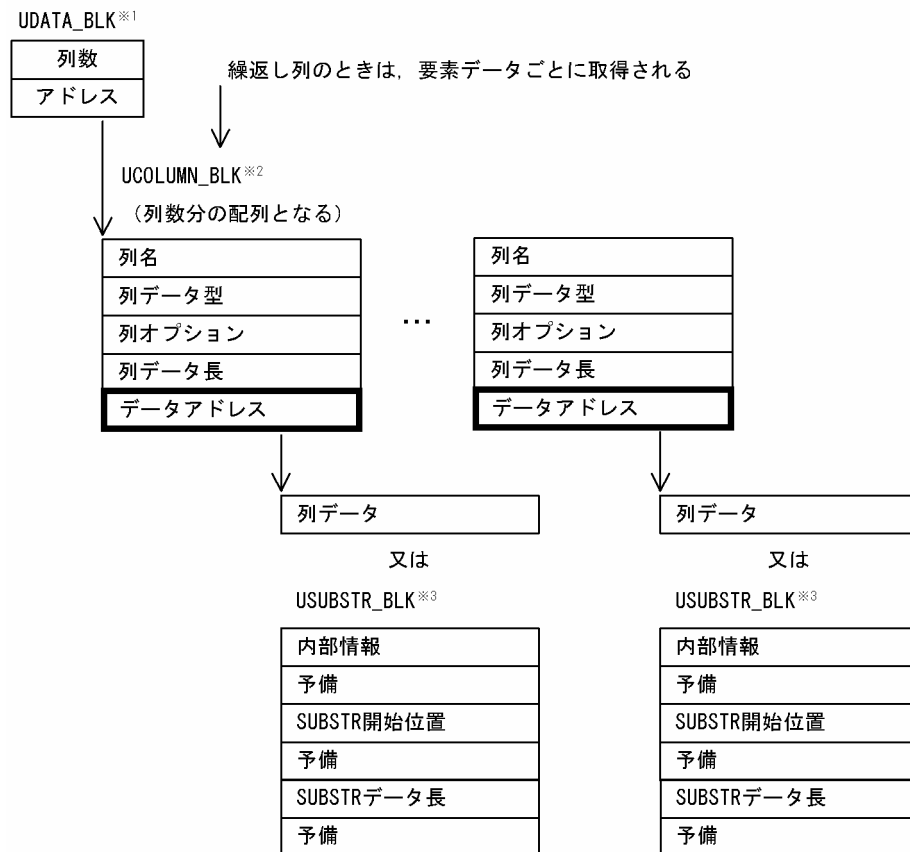 UDATA_BLK※1
列数
アドレス
繰返し列のときは，要素データごとに取得される
UCOLUMN_BLK※2
（列数分の配列となる）
列名
列データ型
列オプション
列データ長
データアドレス
...
列名
列データ型
列オプション
列データ長
データアドレス
列データ
又は
USUBSTR_BLK※3
内部情報
予備
SUBSTR開始位置
予備
SUBSTRデータ長
予備
列データ
又は
USUBSTR_BLK※3
内部情報
予備
SUBSTR開始位置
予備
SUBSTRデータ長
予備